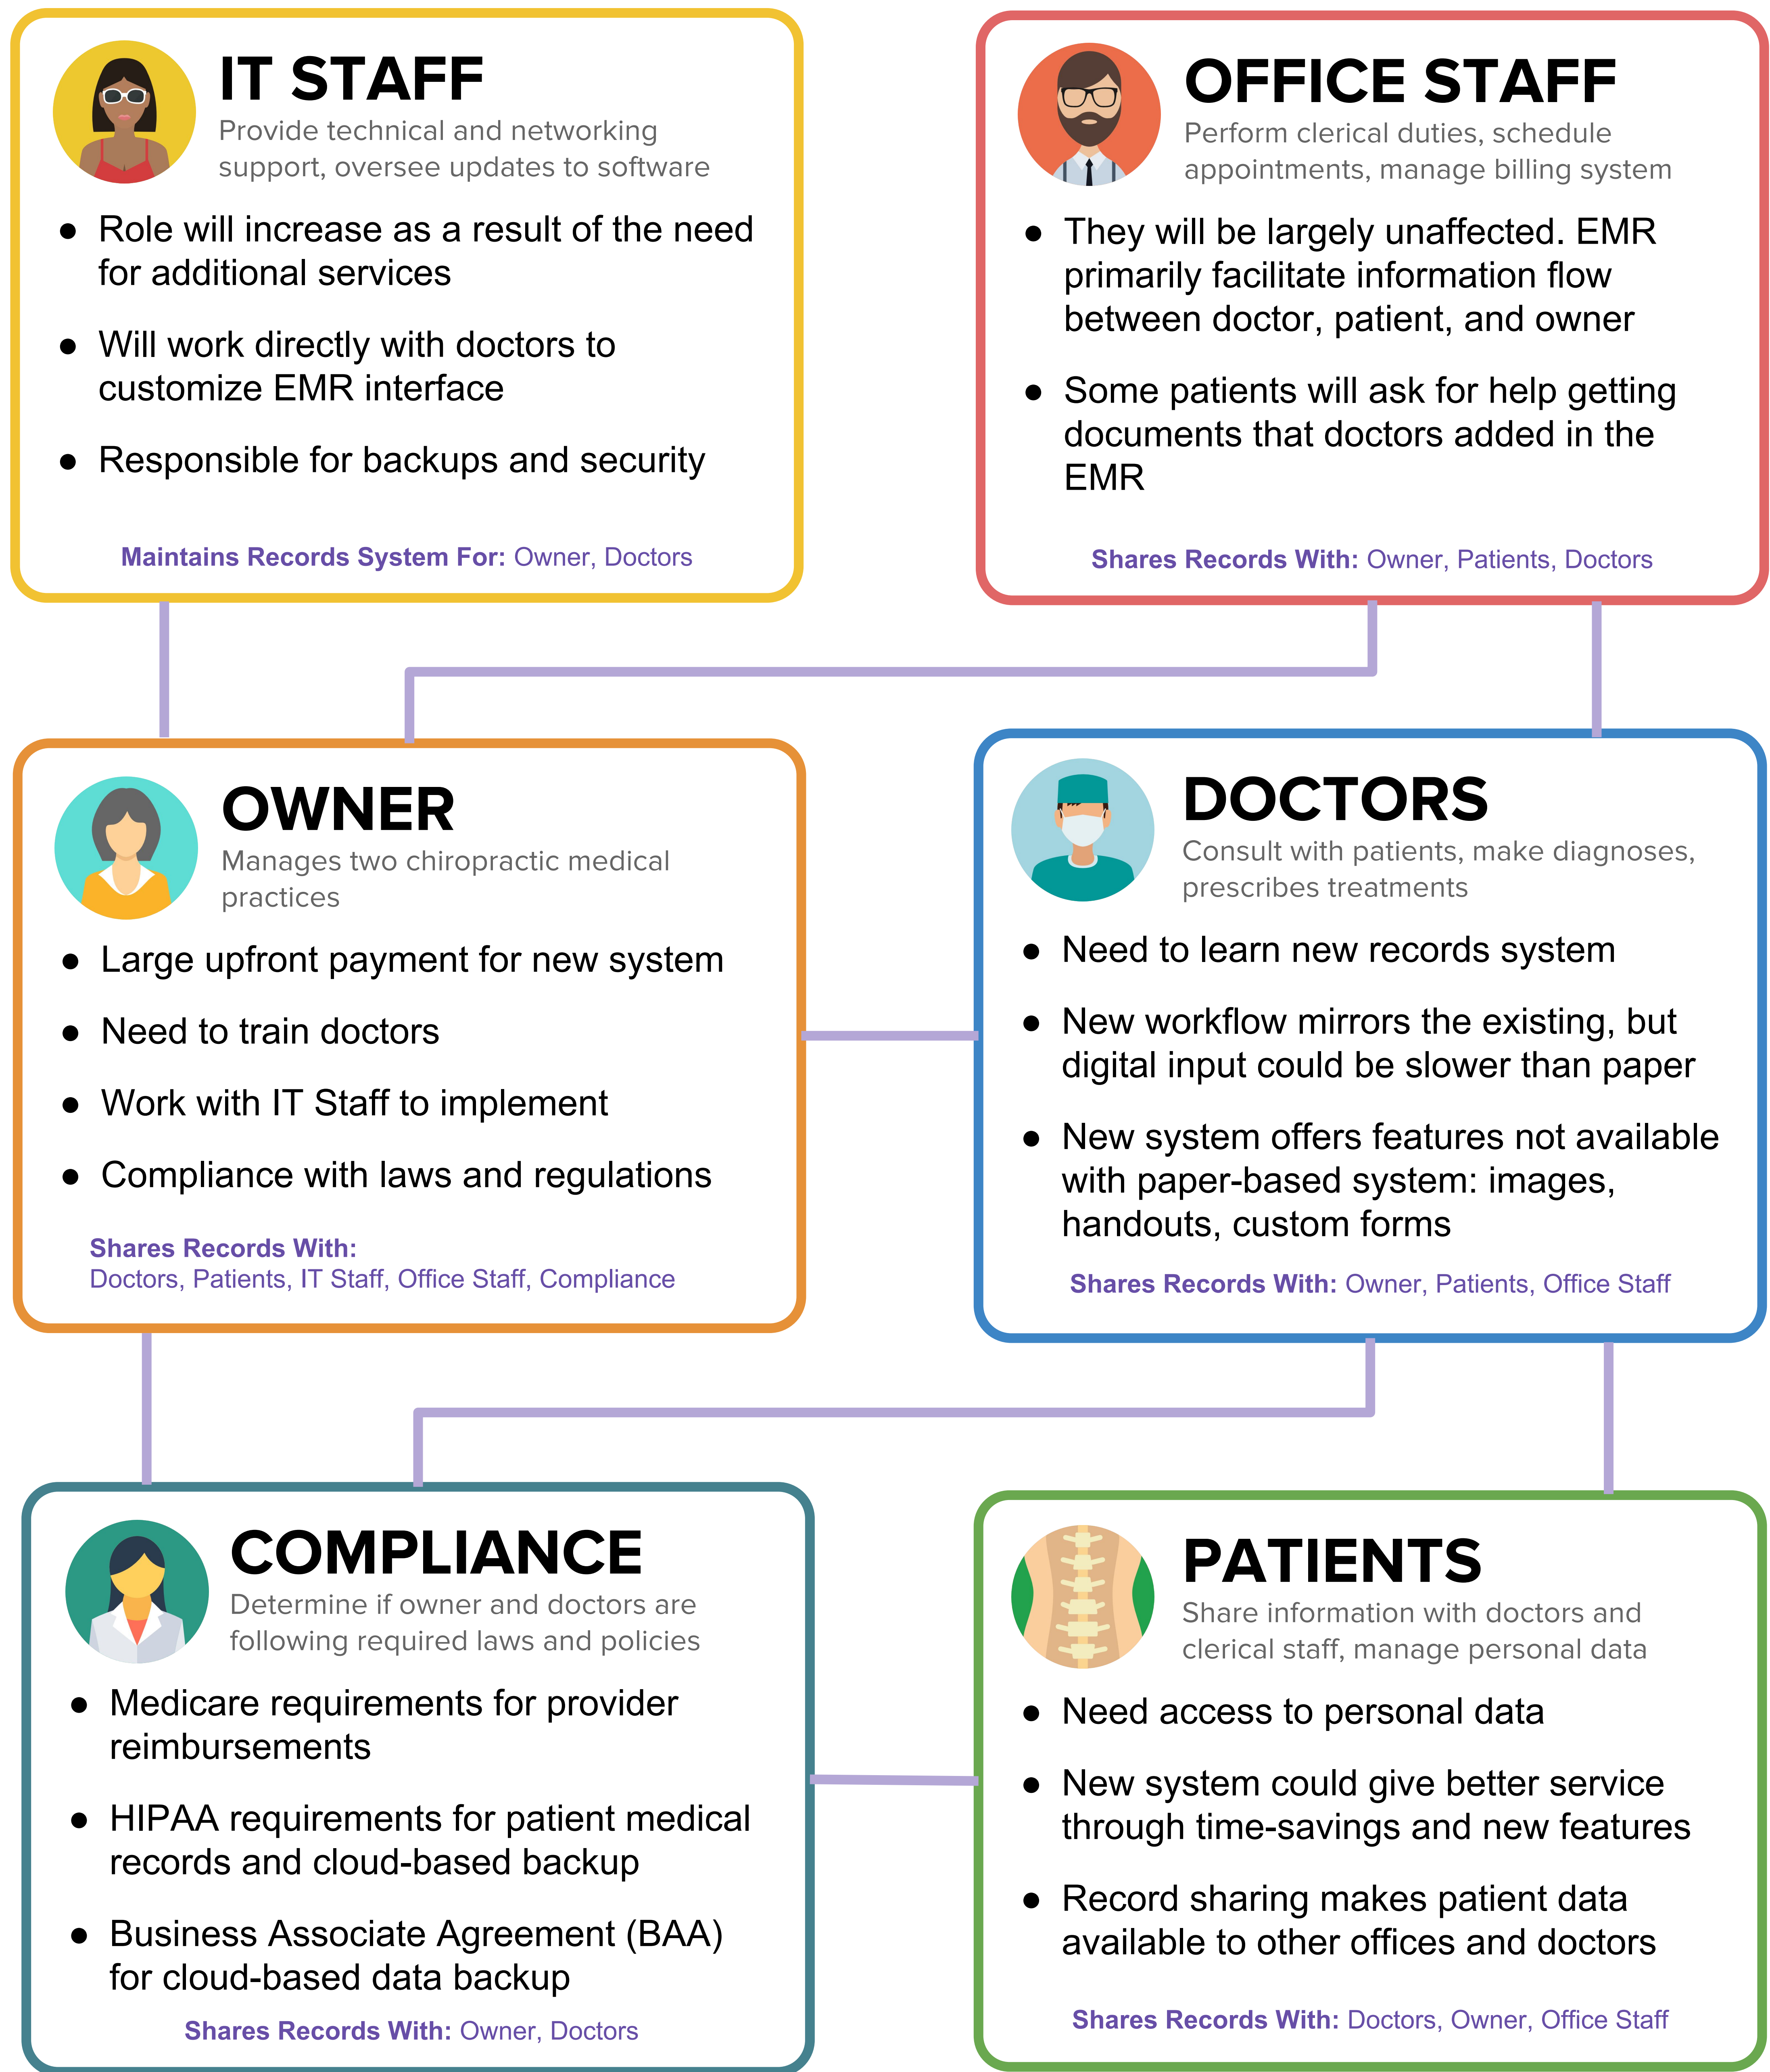 IT STAFF
Provide technical and networking
support, oversee updates to software
● Role will increase as a result of the need
for additional services
● Will work directly with doctors to
customize EMR interface
● Responsible for backups and security
Maintains Records System For: Owner, Doctors
OFFICE STAFF
Perform clerical duties, schedule
appointments, manage billing system
● They will be largely unaffected. EMR
primarily facilitate information flow
between doctor, patient, and owner
● Some patients will ask for help getting
documents that doctors added in the
EMR
Shares Records With: Owner, Patients, Doctors
OWNER
Manages two chiropractic medical
practices
● Large upfront payment for new system
● Need to train doctors
● Work with IT Staff to implement
● Compliance with laws and regulations
Shares Records With:
Doctors, Patients, IT Staff, Office Staff, Compliance
DOCTORS
Consult with patients, make diagnoses,
prescribes treatments
● Need to learn new records system
● New workflow mirrors the existing, but
digital input could be slower than paper
● New system offers features not available
with paper-based system: images,
handouts, custom forms
Shares Records With: Owner, Patients, Office Staff
COMPLIANCE
Determine if owner and doctors are
following required laws and policies
● Medicare requirements for provider
reimbursements
● HIPAA requirements for patient medical
records and cloud-based backup
● Business Associate Agreement (BAA)
for cloud-based data backup
Shares Records With: Owner, Doctors
PATIENTS
Share information with doctors and
clerical staff, manage personal data
● Need access to personal data
● New system could give better service
through time-savings and new features
● Record sharing makes patient data
available to other offices and doctors
Shares Records With: Doctors, Owner, Office Staff